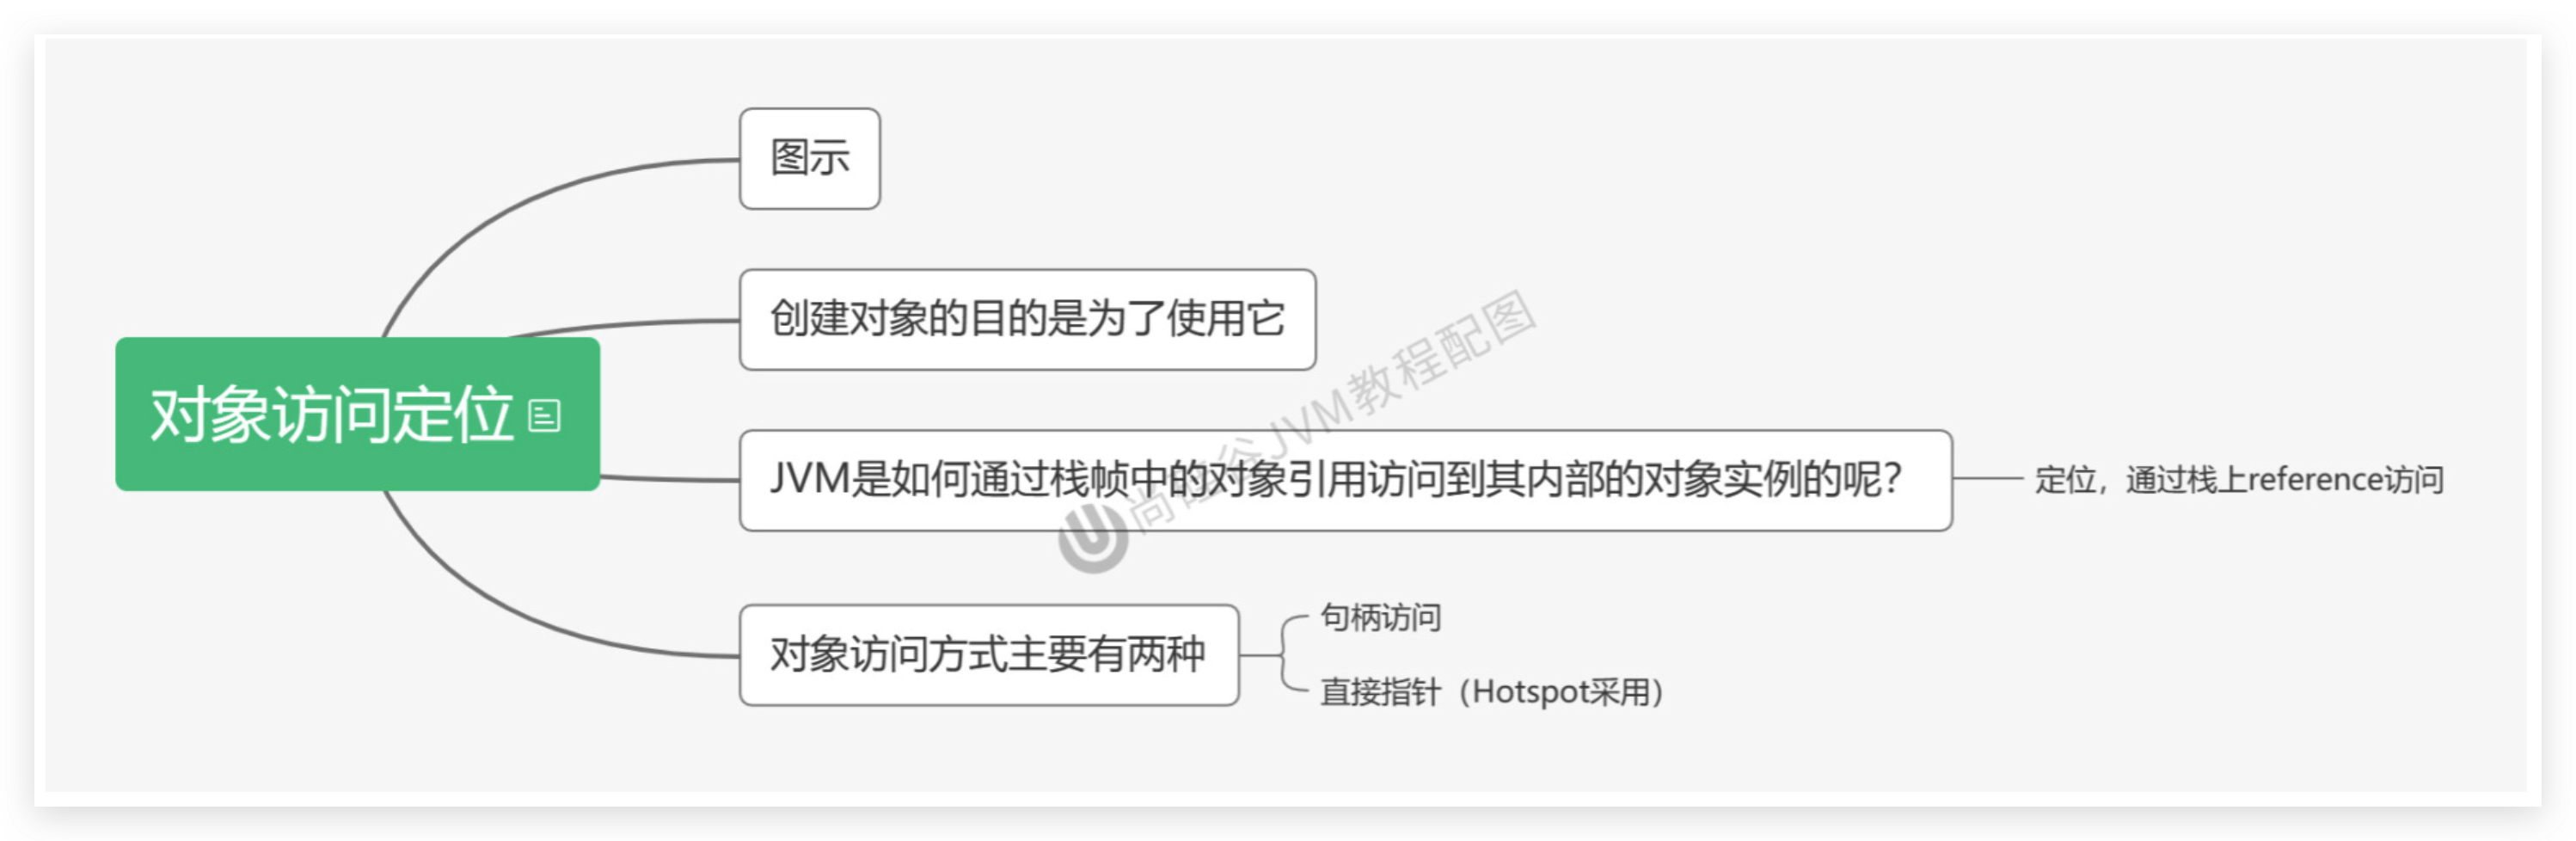 图示
创建对象的目的是为了使用它
对象访问定位
JVM是如何通过栈帧中的对象引用访问到其内部的对象实例的呢？
定位，通过栈上reference访问
对象访问方式主要有两种
句柄访问
直接指针（Hotspot采用）
尚硅谷JVM教程配图